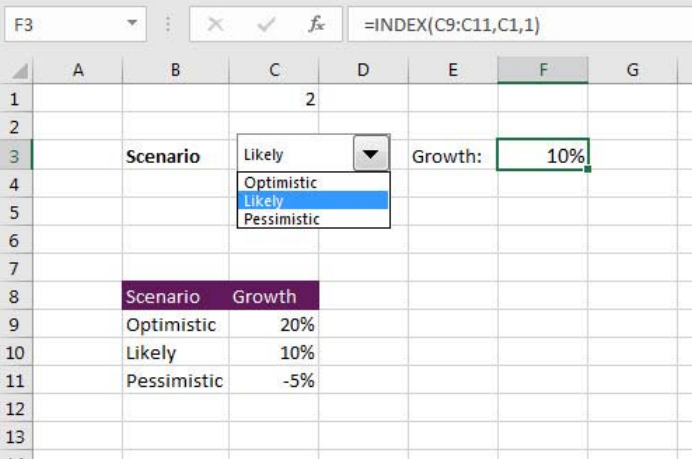 F3 fx =INDEX(C9:C11,C1,1)
A B C D E F G
1 2
2
3 Scenario Likely Growth: 10%
4 Optimistic
5 Likely
Pessimistic
6
7
8 Scenario Growth
9 Optimistic 20%
10 Likely 10%
11 Pessimistic -5%
12
13